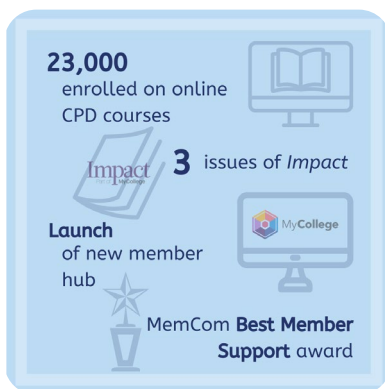 23,000
enrolled on online
CPD courses
Impact
MyCollege
3 issues of Impact
MyCollege
Launch
of new member
hub
MemCom Best Member
Support award